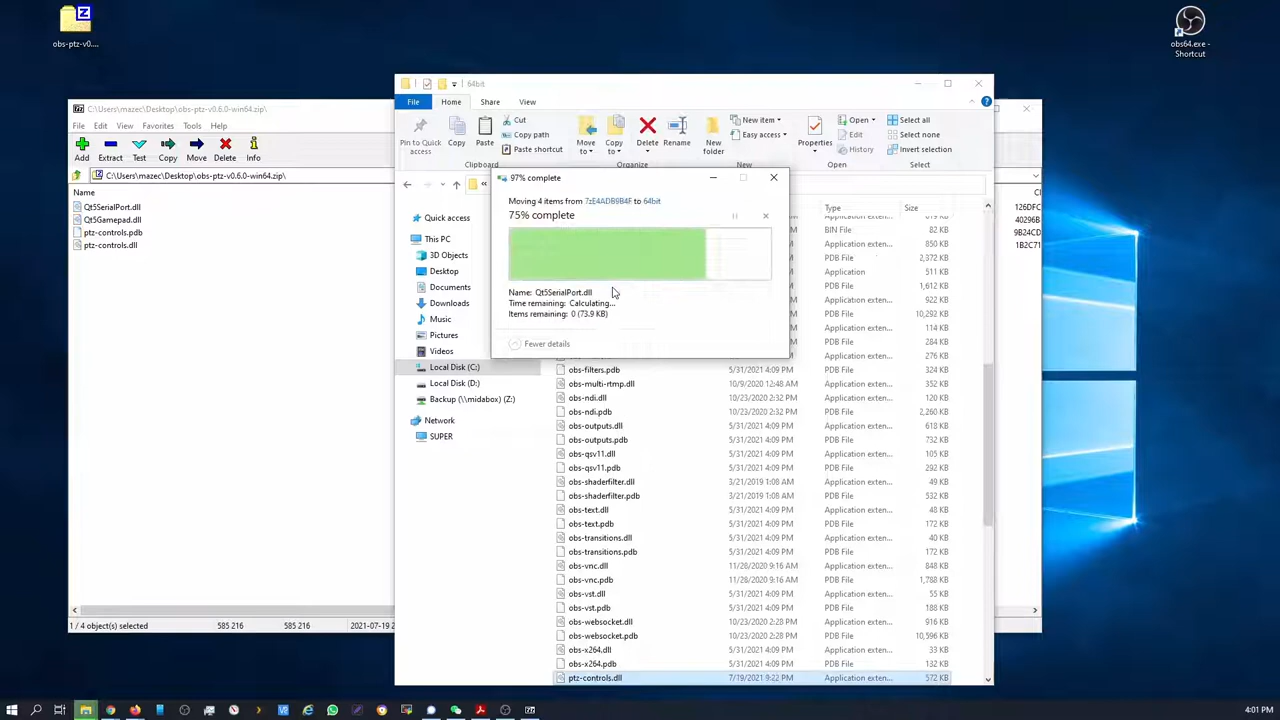 obs-ptz-v0....
obs64.exe -
Shortcut
C:\Users\mazec\Desktop\obs-ptz-v0.6.0-win64.zip\
File Edit View Favorites Tools Help
Add Extract Test Copy Move Delete Info
C:\Users\mazec\Desktop\obs-ptz-v0.6.0-win64.zip\
Name
Qt5SerialPort.dll
Qt5Gamepad.dll
ptz-controls.pdb
ptz-controls.dll
126DFC
40296B
9B24CD
1B2C71
1 / 4 object(s) selected 585 216 585 216 2021-07-19 2
64bit
File Home Share View
Pin to Quick
access
Copy
Paste
Cut
Copy path
Paste shortcut
Clipboard
Move
to
Copy
to
Delete
Rename
Organize
New
folder
New item
Easy access
New
Properties
Open
Edit
History
Open
Select all
Select none
Invert selection
Quick access
This PC
3D Objects
Desktop
Documents
Downloads
Music
Pictures
Videos
Local Disk (C:)
Local Disk (D:)
Backup (\\midabox) (Z:)
Network
SUPER
97% complete
Moving 4 items from 7zE4ADB9B4F to 64bit
75% complete
Name: Qt5SerialPort.dll
Time remaining: Calculating...
Items remaining: 0 (73.9 KB)
Fewer details
Type Size
BIN File 82 KB
Application exten... 850 KB
PDB File 2,372 KB
Application 511 KB
PDB File 1,612 KB
Application exten... 922 KB
PDB File 10,292 KB
Application exten... 114 KB
PDB File 284 KB
Application exten... 276 KB
obs-filters.pdb 5/31/2021 4:09 PM PDB File 324 KB
obs-multi-rtmp.dll 10/9/2020 12:48 AM Application exten... 352 KB
obs-ndi.dll 10/23/2020 2:32 PM Application exten... 120 KB
obs-ndi.pdb 10/23/2020 2:32 PM PDB File 2,260 KB
obs-outputs.dll 5/31/2021 4:09 PM Application exten... 618 KB
obs-outputs.pdb 5/31/2021 4:09 PM PDB File 732 KB
obs-qsv11.dll 5/31/2021 4:09 PM Application exten... 105 KB
obs-qsv11.pdb 5/31/2021 4:09 PM PDB File 292 KB
obs-shaderfilter.dll 3/21/2019 1:08 AM Application exten... 49 KB
obs-shaderfilter.pdb 3/21/2019 1:08 AM PDB File 532 KB
obs-text.dll 5/31/2021 4:09 PM Application exten... 48 KB
obs-text.pdb 5/31/2021 4:09 PM PDB File 172 KB
obs-transitions.dll 5/31/2021 4:09 PM Application exten... 40 KB
obs-transitions.pdb 5/31/2021 4:09 PM PDB File 172 KB
obs-vnc.dll 11/28/2020 9:16 AM Application exten... 848 KB
obs-vnc.pdb 11/28/2020 9:16 AM PDB File 1,788 KB
obs-vst.dll 5/31/2021 4:09 PM Application exten... 55 KB
obs-vst.pdb 5/31/2021 4:09 PM PDB File 188 KB
obs-websocket.dll 10/23/2020 2:28 PM Application exten... 916 KB
obs-websocket.pdb 10/23/2020 2:28 PM PDB File 10,596 KB
obs-x264.dll 5/31/2021 4:09 PM Application exten... 33 KB
obs-x264.pdb 5/31/2021 4:09 PM PDB File 132 KB
ptz-controls.dll 7/19/2021 9:22 PM Application exten... 572 KB
4:01 PM